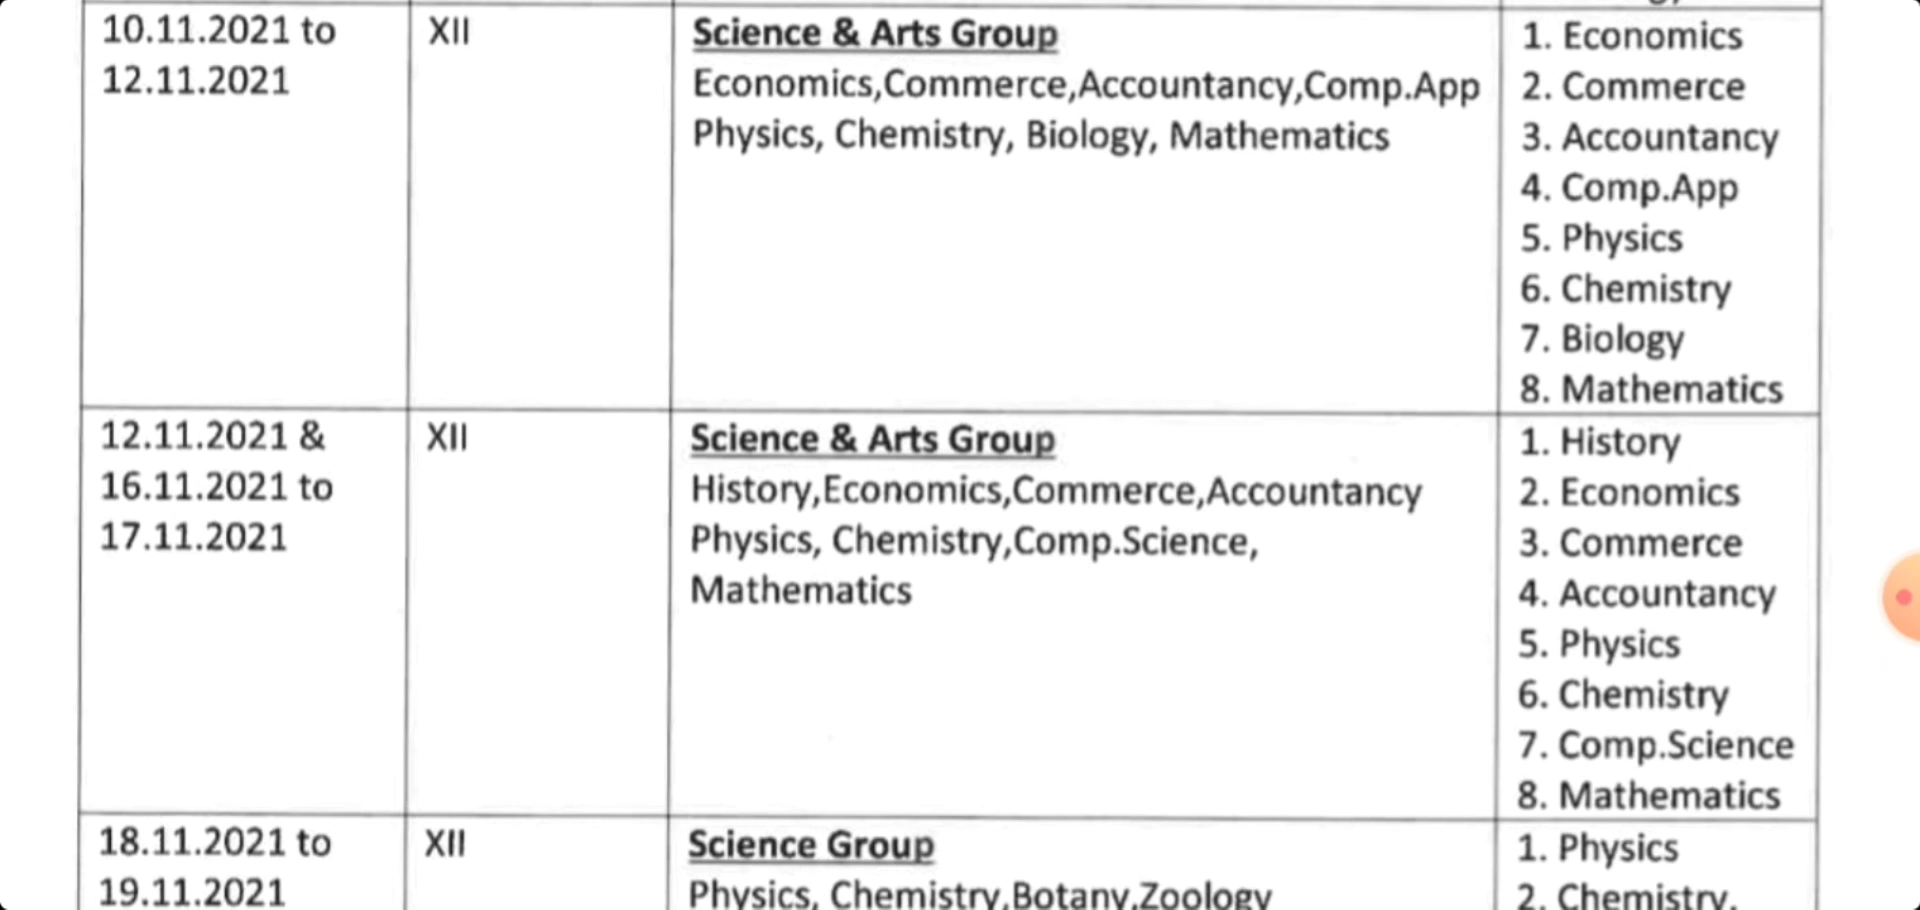 10.11.2021 to
12.11.2021
XII
Science & Arts Group
Economics,Commerce,Accountancy,Comp.App
Physics, Chemistry, Biology, Mathematics
1. Economics
2. Commerce
3. Accountancy
4. Comp.App
5. Physics
6. Chemistry
7. Biology
8. Mathematics
12.11.2021 &
16.11.2021 to
17.11.2021
XII
Science & Arts Group
History,Economics,Commerce,Accountancy
Physics, Chemistry,Comp.Science,
Mathematics
1. History
2. Economics
3. Commerce
4. Accountancy
5. Physics
6. Chemistry
7. Comp.Science
8. Mathematics
18.11.2021 to
19.11.2021
XII
Science Group
Physics, Chemistry,Botany,Zoology
1. Physics
2. Chemistry,